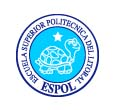 ESCUELA SUPERIOR POLITECNICA DEL LITORAL
ESPOL